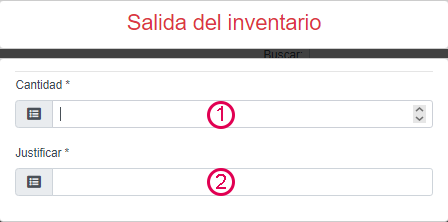 Salida del inventario
Buscar:
Cantidad *
1
Justificar *
2